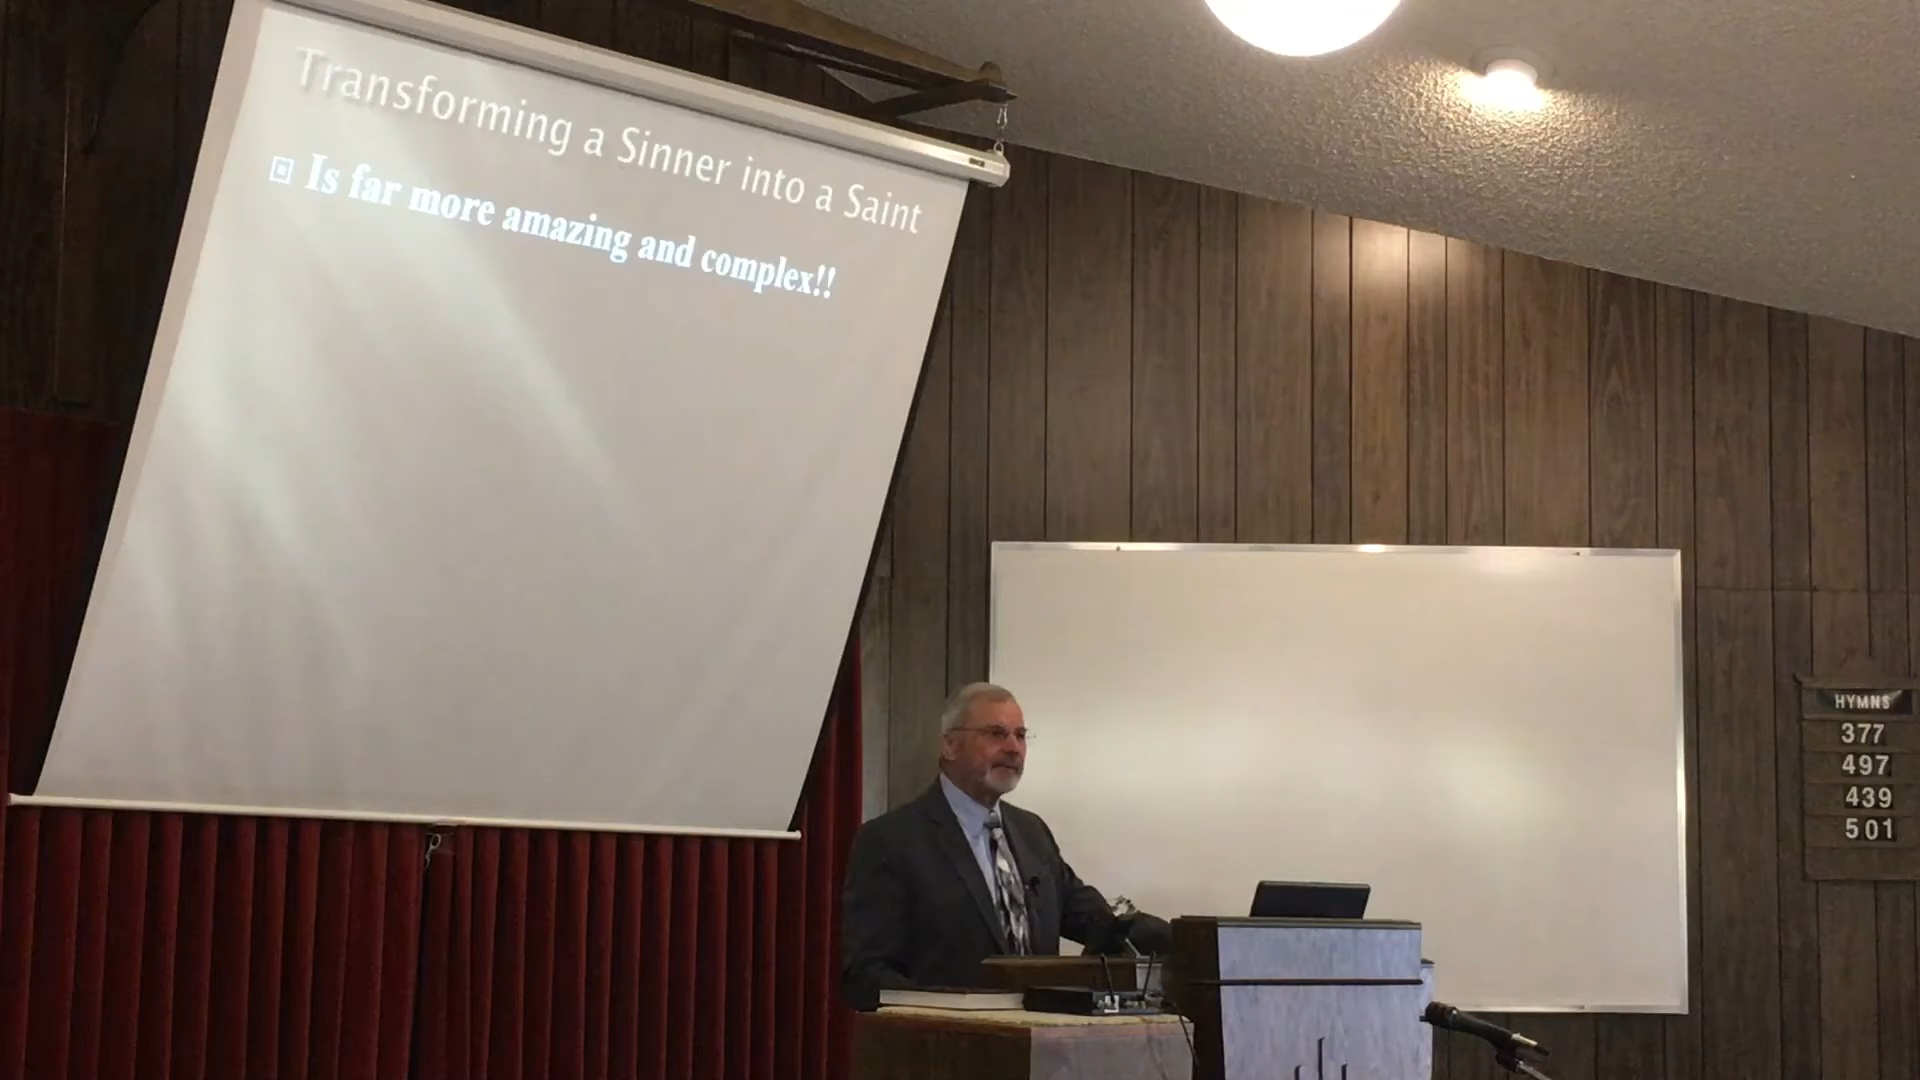 Transforming a Sinner into a Saint
Is far more amazing and complex!!
HYMNS
377
497
439
501